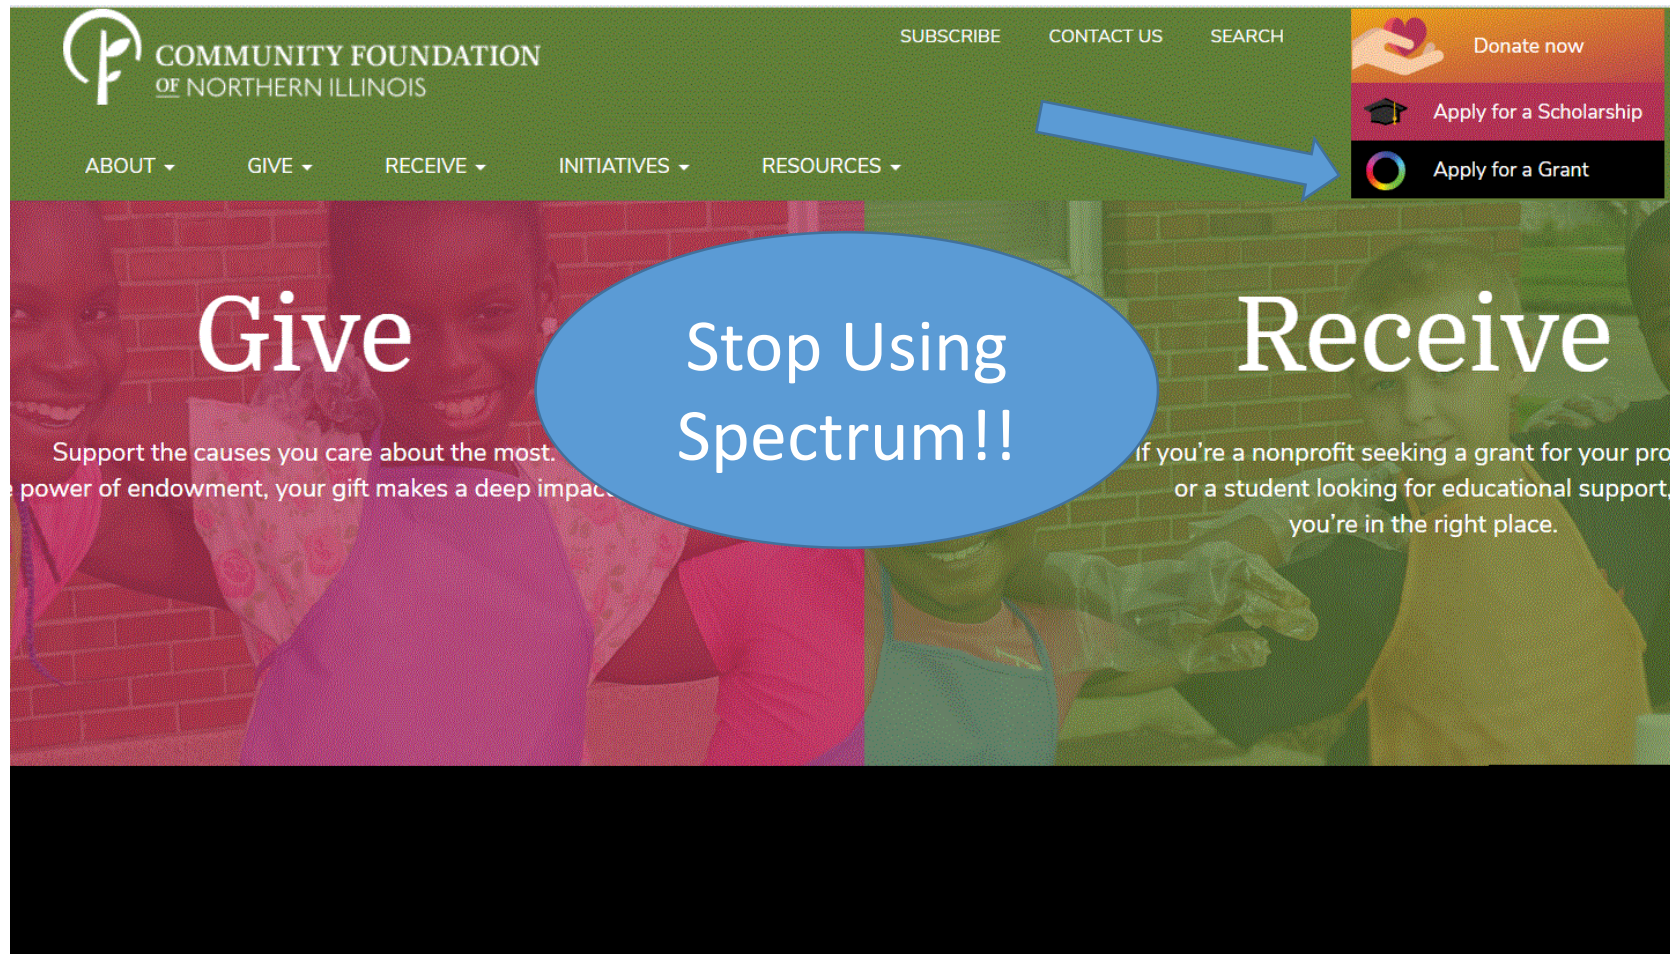 COMMUNITY FOUNDATION
OF NORTHERN ILLINOIS
SUBSCRIBE
CONTACT US
SEARCH
Donate now
Apply for a Scholarship
Apply for a Grant
ABOUT
GIVE
RECEIVE
INITIATIVES
RESOURCES
Give
Support the causes you care about the most.
power of endowment, your gift makes a deep
Stop Using
Spectrum!!
Receive
If you're a nonprofit seeking a grant for your
or a student looking for educational support,
you're in the right place.